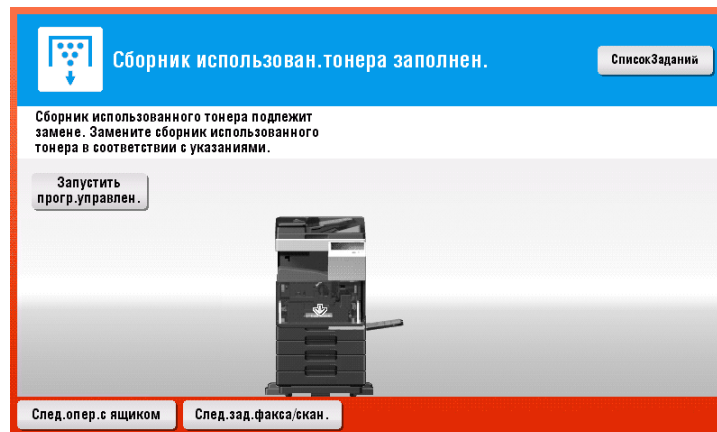 Сборник использован.тонера заполнен.
СписокЗаданий
Сборник использованного тонера подлежит
замене. Замените сборник использованного
тонера в соответствии с указаниями.
Запустить
прогр.управлен.
След.опер.с ящиком
След.зад.факса/скан.